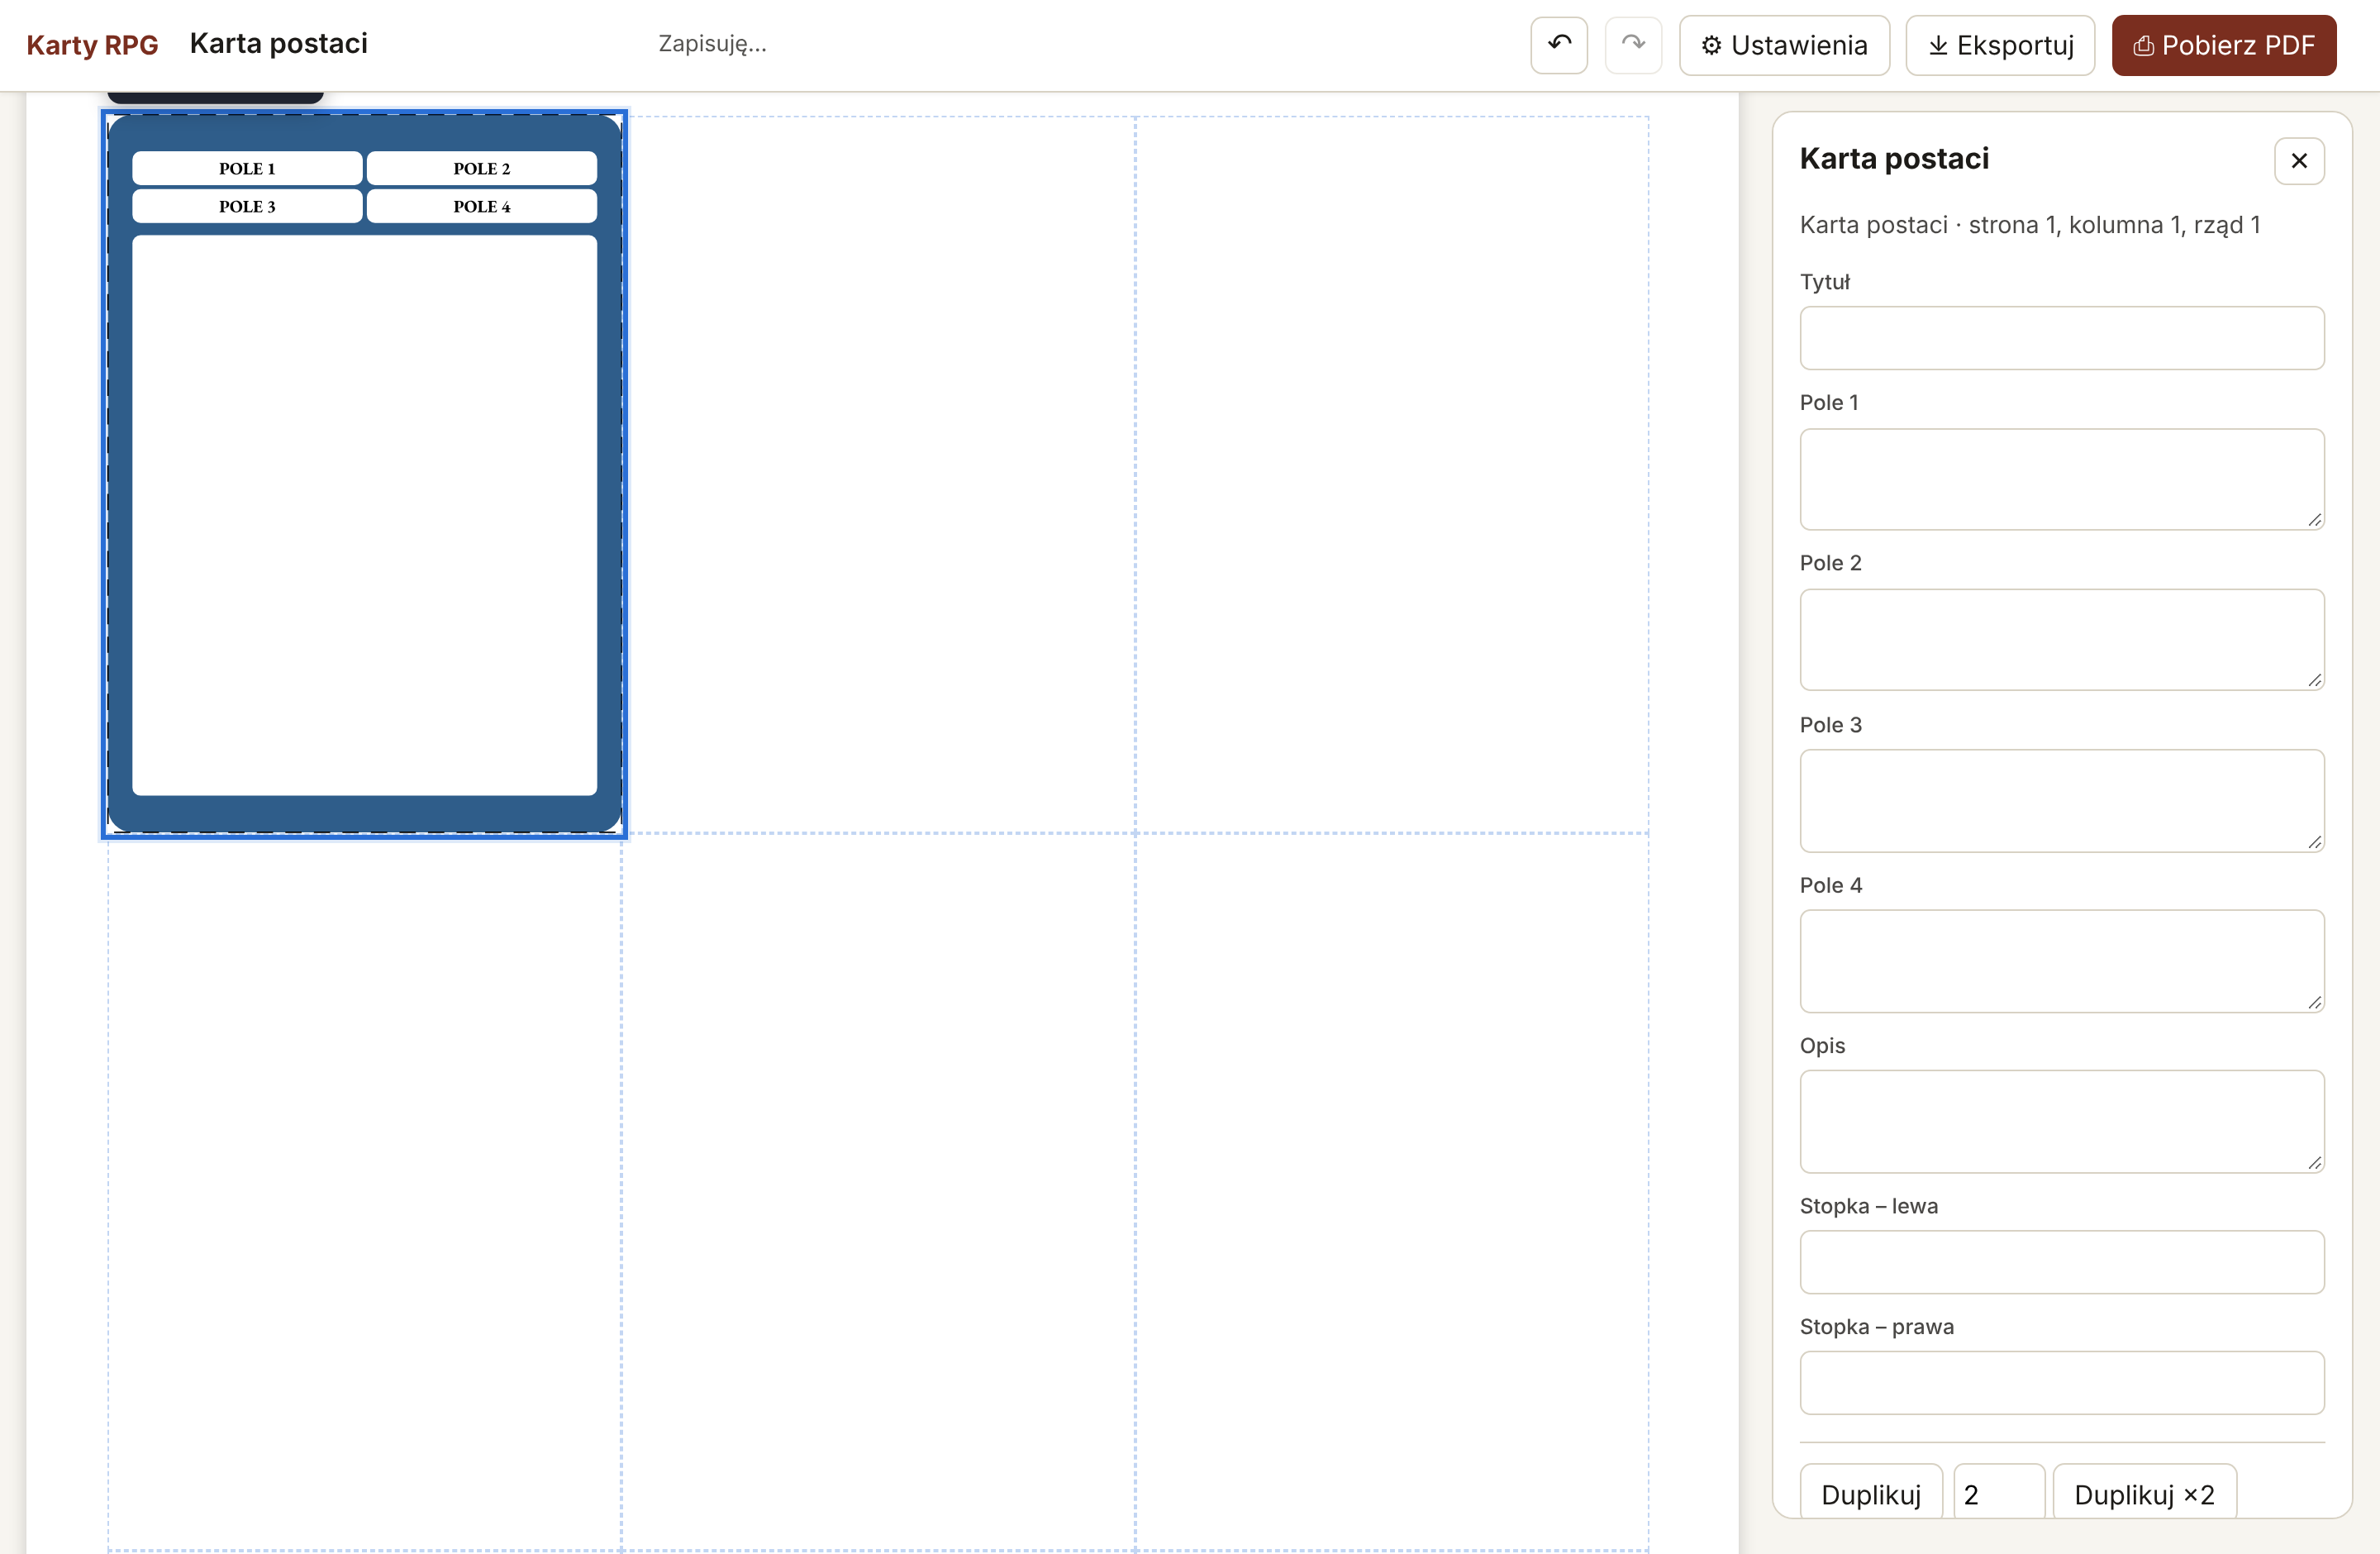 Karty RPG Karta postaci Zapisuję... ↶ ↷ ⚙ Ustawienia Eksportuj Pobierz PDF
POLE 1 POLE 2
POLE 3 POLE 4
Karta postaci ×
Karta postaci · strona 1, kolumna 1, rząd 1
Tytuł
Pole 1
Pole 2
Pole 3
Pole 4
Opis
Stopka – lewa
Stopka – prawa
Duplikuj 2 Duplikuj ×2